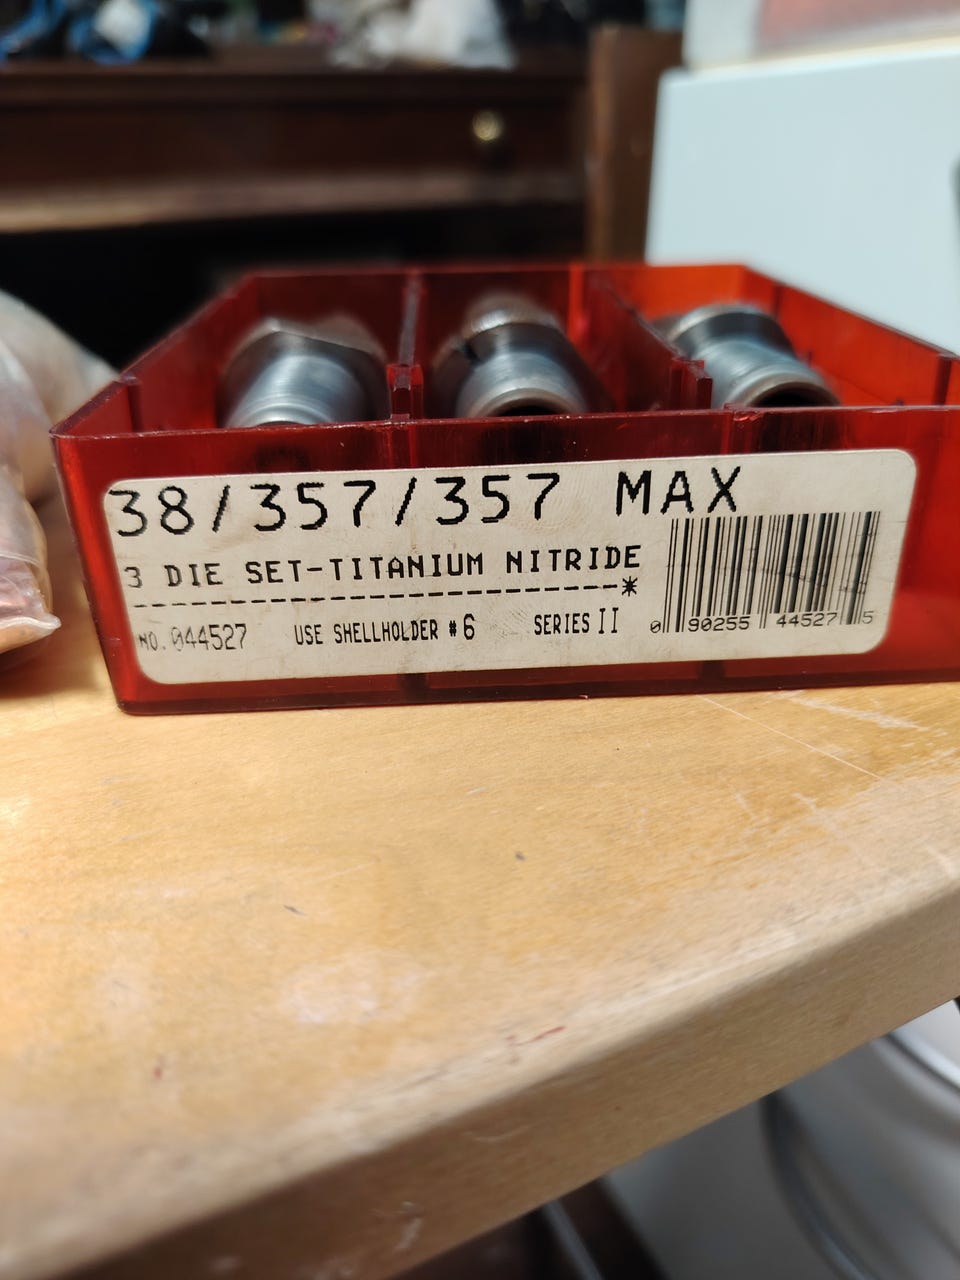 38/357/357 MAX
3 DIE SET-TITANIUM NITRIDE
--------------------------------*
NO. 044527 USE SHELLHOLDER #6 SERIES II
0 90255 44527 5